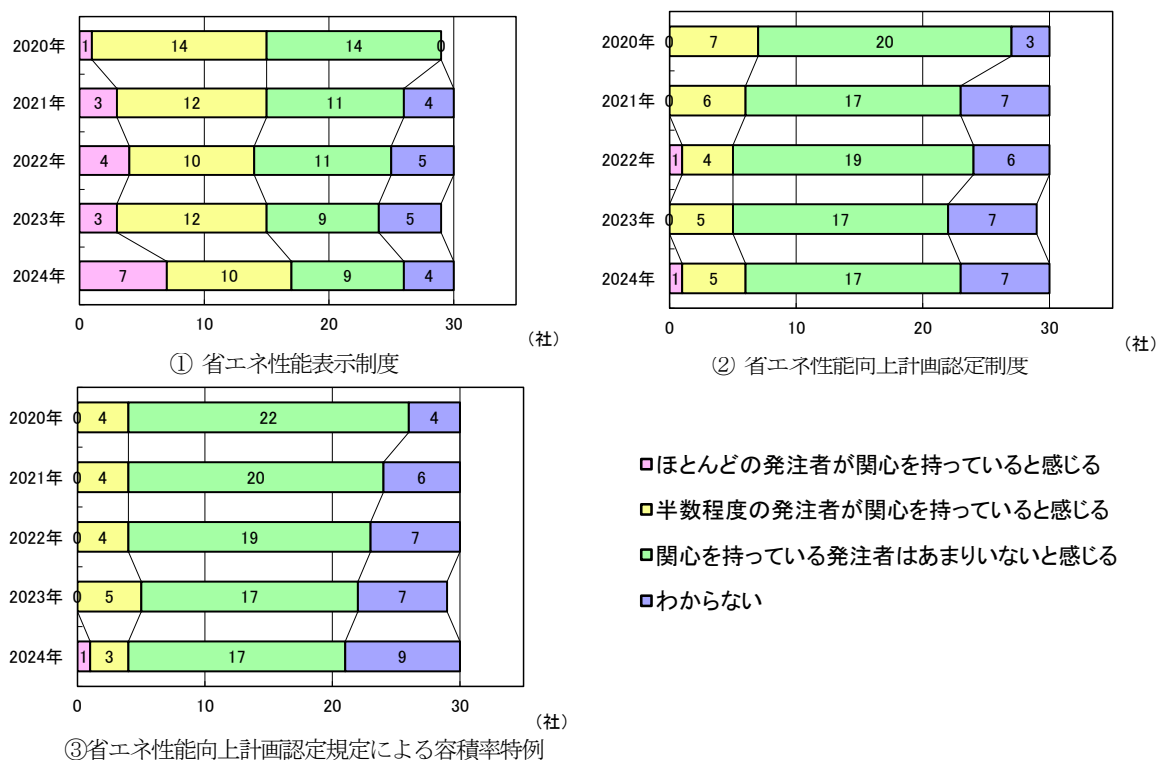 2020年 1 14 14 0
2021年 3 12 11 4
2022年 4 10 11 5
2023年 3 12 9 5
2024年 7 10 9 4
0 10 20 30
(社)
① 省エネ性能表示制度
2020年 0 7 20 3
2021年 0 6 17 7
2022年 1 4 19 6
2023年 0 5 17 7
2024年 1 5 17 7
0 10 20 30
(社)
② 省エネ性能向上計画認定制度
2020年 0 4 22 4
2021年 0 4 20 6
2022年 0 4 19 7
2023年 0 5 17 7
2024年 1 3 17 9
0 10 20 30
(社)
③省エネ性能向上計画認定規定による容積率特例
ほとんどの発注者が関心を持っていると感じる
半数程度の発注者が関心を持っていると感じる
関心を持っている発注者はあまりいないと感じる
わからない